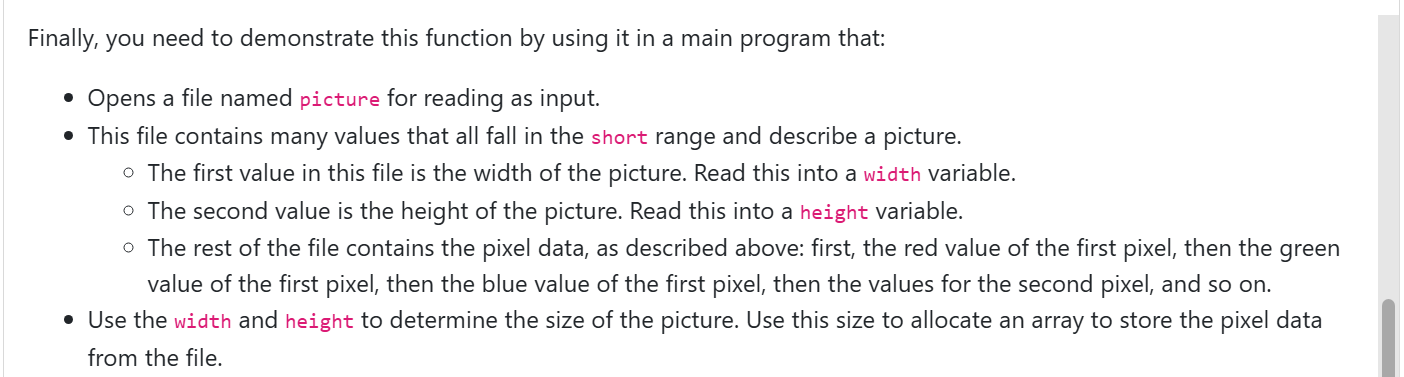 Finally, you need to demonstrate this function by using it in a main program that:
• Opens a file named picture for reading as input.
• This file contains many values that all fall in the short range and describe a picture.
○ The first value in this file is the width of the picture. Read this into a width variable.
○ The second value is the height of the picture. Read this into a height variable.
○ The rest of the file contains the pixel data, as described above: first, the red value of the first pixel, then the green
value of the first pixel, then the blue value of the first pixel, then the values for the second pixel, and so on.
• Use the width and height to determine the size of the picture. Use this size to allocate an array to store the pixel data
from the file.